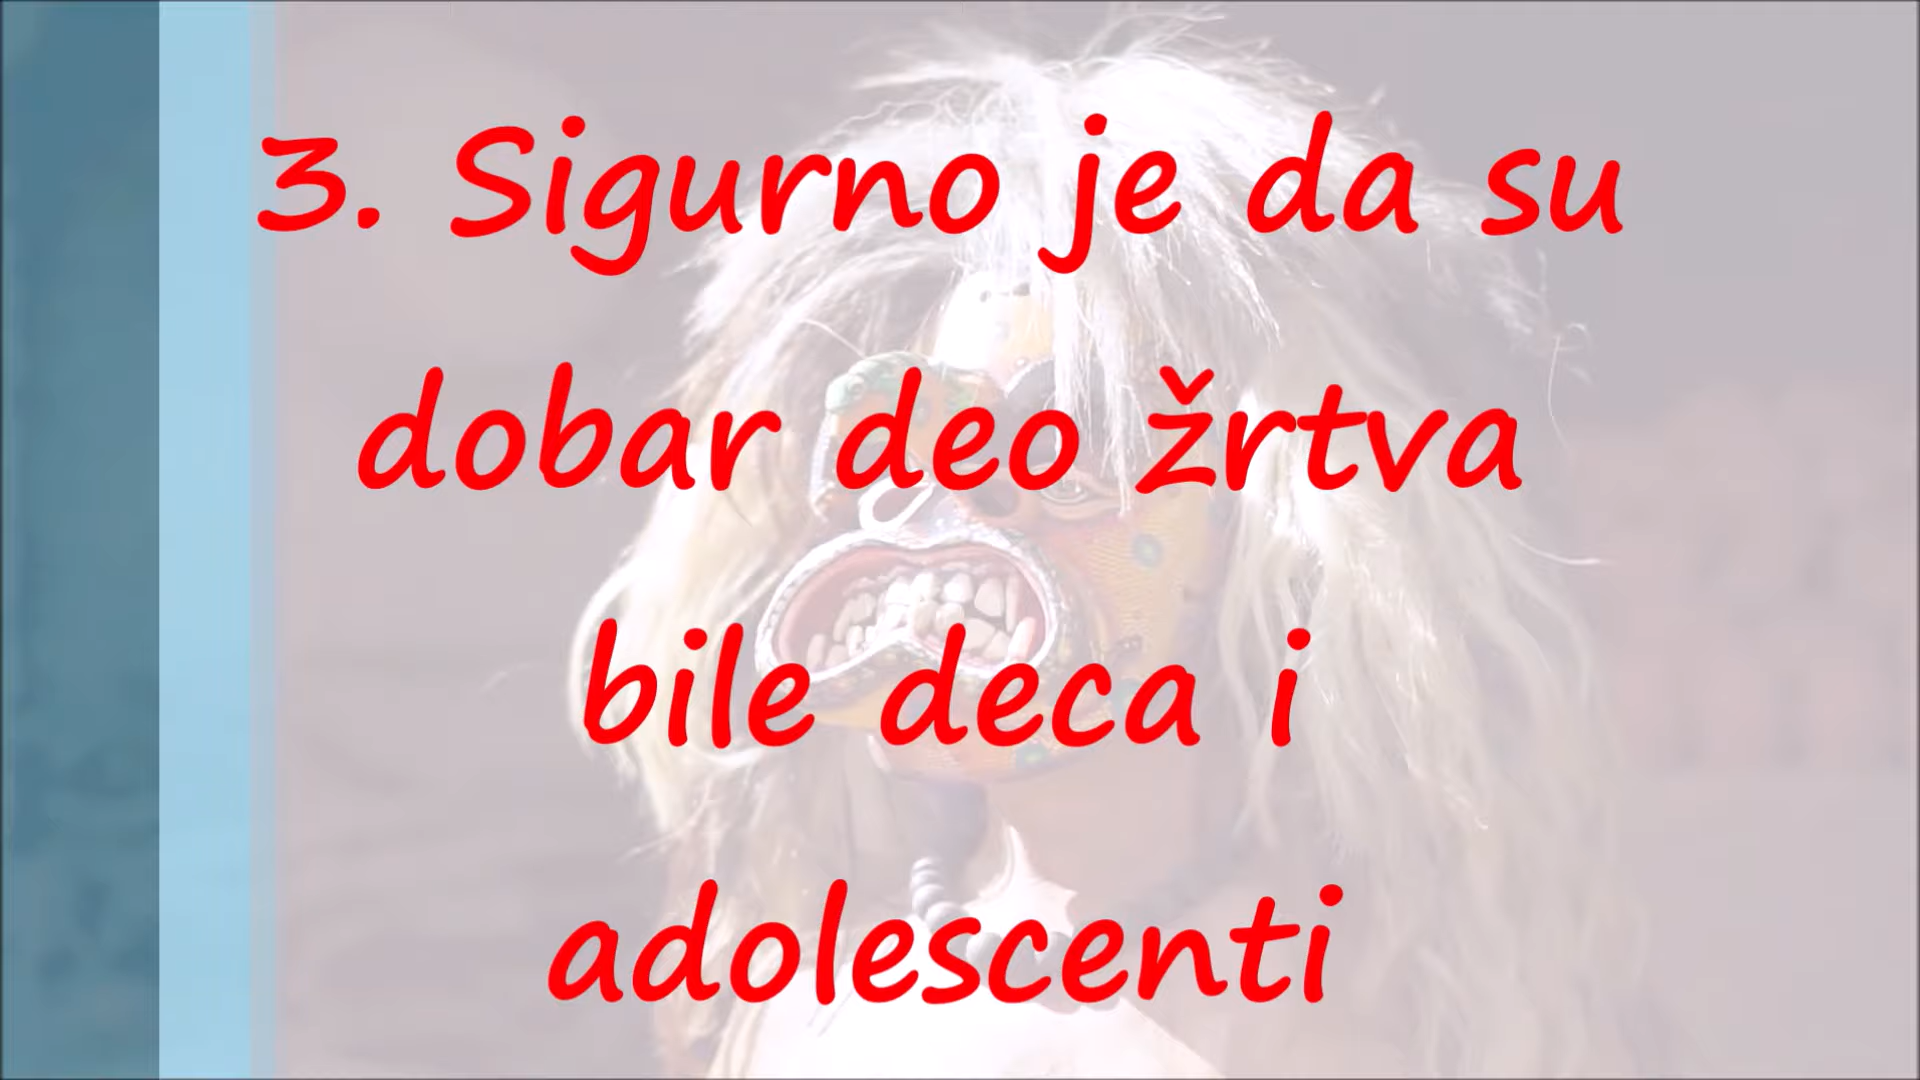 3. Sigurno je da su
dobar deo žrtva
bile deca i
adolescenti